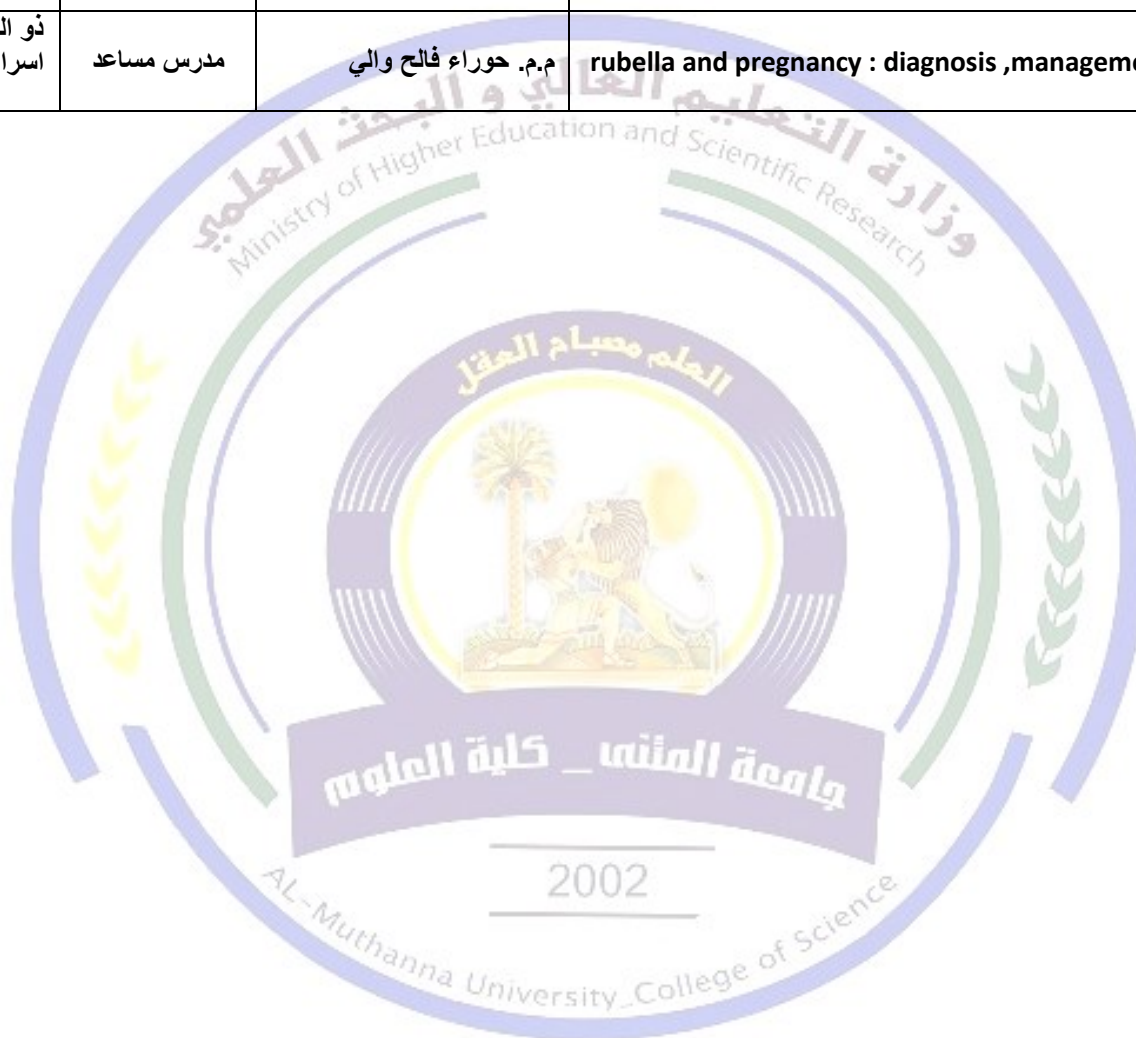 rubella and pregnancy : diagnosis ,manageme
م.م. حوراء فالح والي
مدرس مساعد
ذو ال
اسرا
وزارة التعليم العالي و البحث العلمي
Ministry of Higher Education and Scientific Research
العلم مصباح العقل
جامعة المثنى _ كلية العلوم
2002
AL-Muthanna University_College of Science